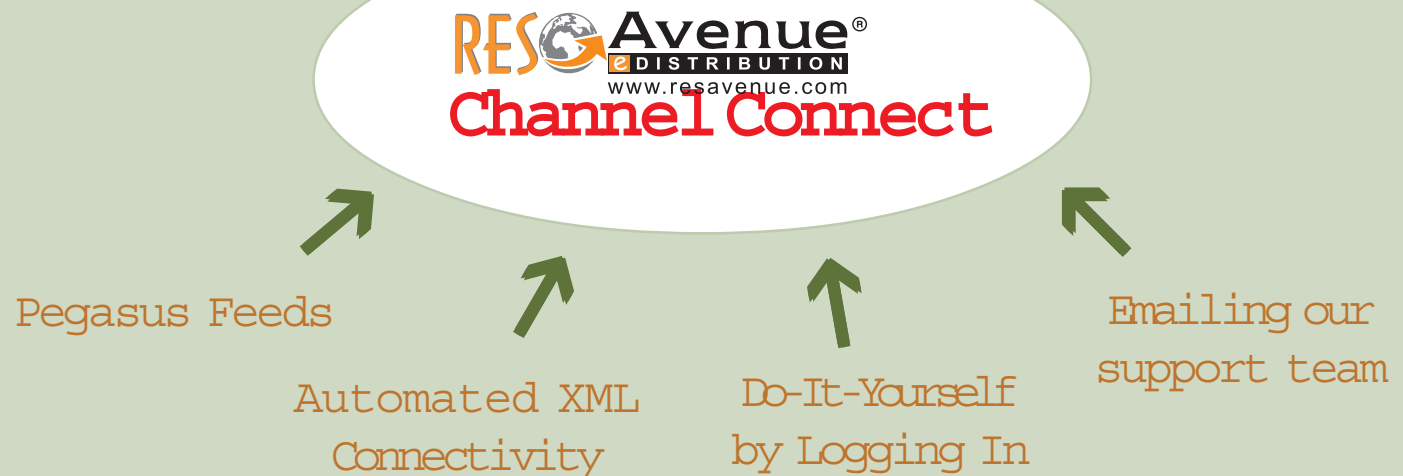 RES Avenue®
e DISTRIBUTION
www.resavenue.com
Channel Connect
Pegasus Feeds
Automated XML
Connectivity
Do-It-Yourself
by Logging In
Emailing our
support team